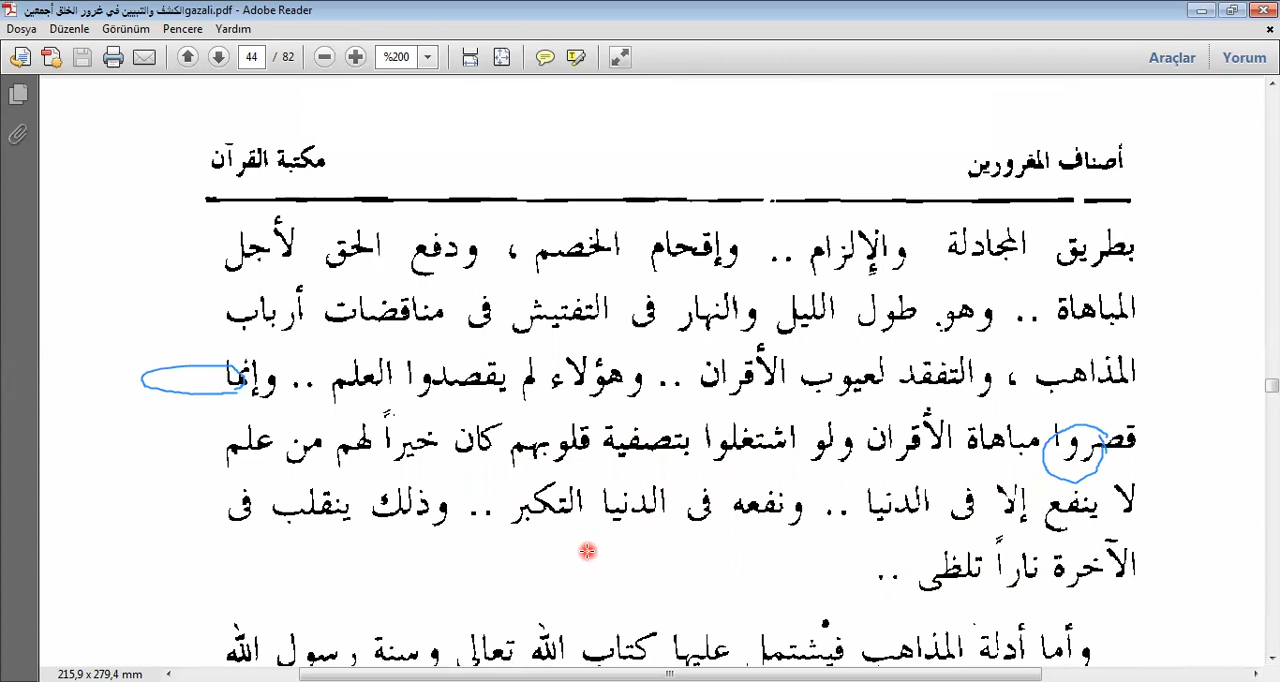 الكشف والتبيين في غرور الخلق أجمعينgazali.pdf - Adobe Reader
Dosya Düzenle Görünüm Pencere Yardım
44 / 82 %200 Araçlar Yorum
أصناف المغرورين مكتبة القرآن
بطريق المجادلة والإلزام .. وإقحام الخصم ، ودفع الحق لأجل
المباهاة .. وهو طول الليل والنهار فى التفتيش فى مناقضات أرباب
المذاهب ، والتفقد لعيوب الأقران .. وهؤلاء لم يقصدوا العلم .. وإنما
قصروا مباهاة الأقران ولو اشتغلوا بتصفية قلوبهم كان خيراً لهم من علم
لا ينفع إلا فى الدنيا .. ونفعه فى الدنيا التكبر .. وذلك ينقلب فى
الآخرة ناراً تلظى ..
وأما أدلة المذاهب فيشتمل عليها كتاب الله تعالى وسنة رسول الله
215,9 x 279,4 mm